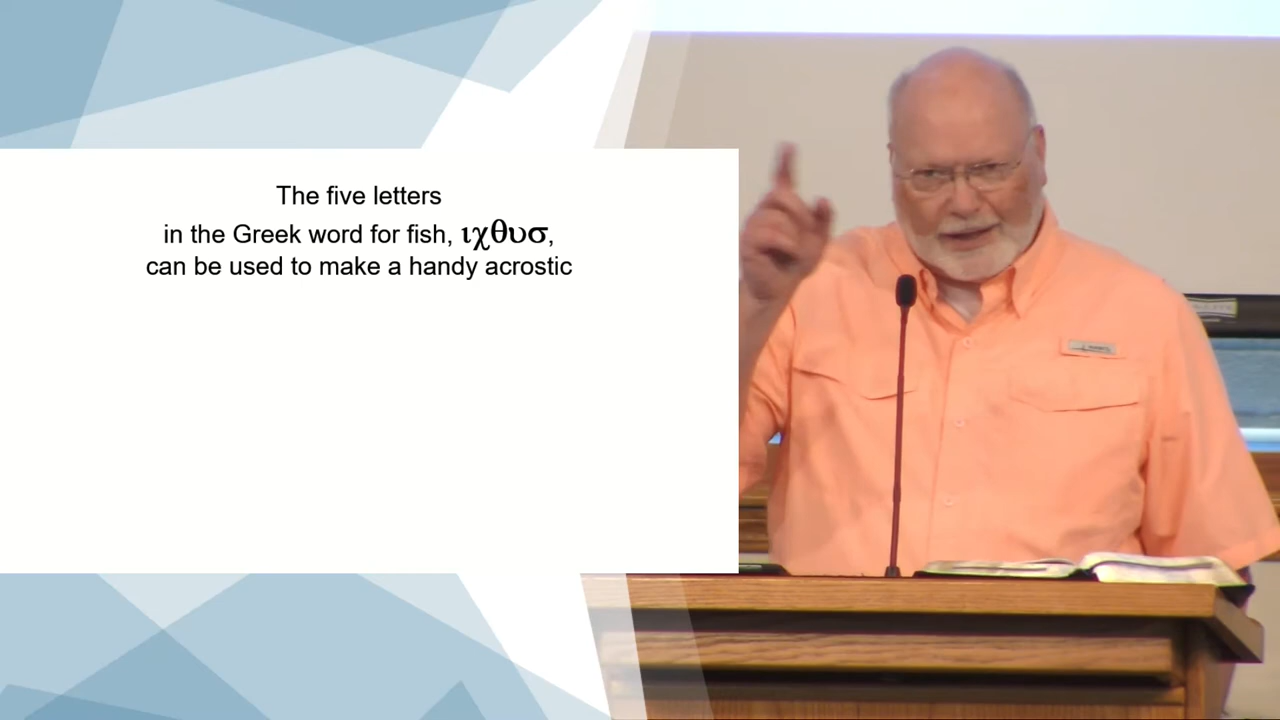 The five letters
in the Greek word for fish, ιχθυσ,
can be used to make a handy acrostic